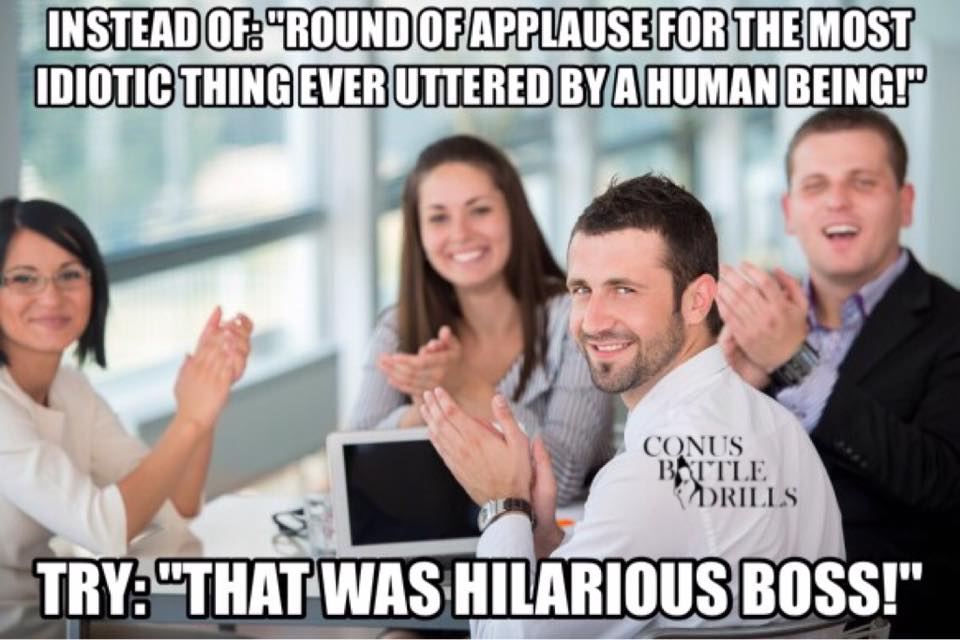 INSTEAD OF: "ROUND OF APPLAUSE FOR THE MOST
IDIOTIC THING EVER UTTERED BY A HUMAN BEING!"
CONUS
BATTLE
DRILLS
TRY: "THAT WAS HILARIOUS BOSS!"